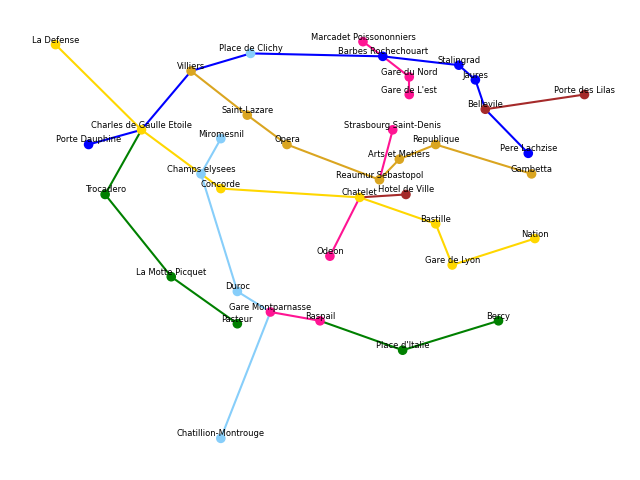 Marcadet Poissononniers
La Defense
Place de Clichy
Barbes Rochechouart
Stalingrad
Villiers
Gare du Nord
Jaures
Gare de L'est
Porte des Lilas
Belleville
Saint-Lazare
Charles de Gaulle Etoile
Strasbourg Saint-Denis
Miromesnil
Porte Dauphine
Opera
Republique
Pere Lachzise
Arts et Metiers
Champs elysees
Gambetta
Reaumur Sebastopol
Concorde
Trocadero
Chatelet
Hotel de Ville
Bastille
Nation
Odeon
Gare de Lyon
La Motte Picquet
Duroc
Gare Montparnasse
Pasteur
Raspail
Bercy
Place d'Italie
Chatillion-Montrouge